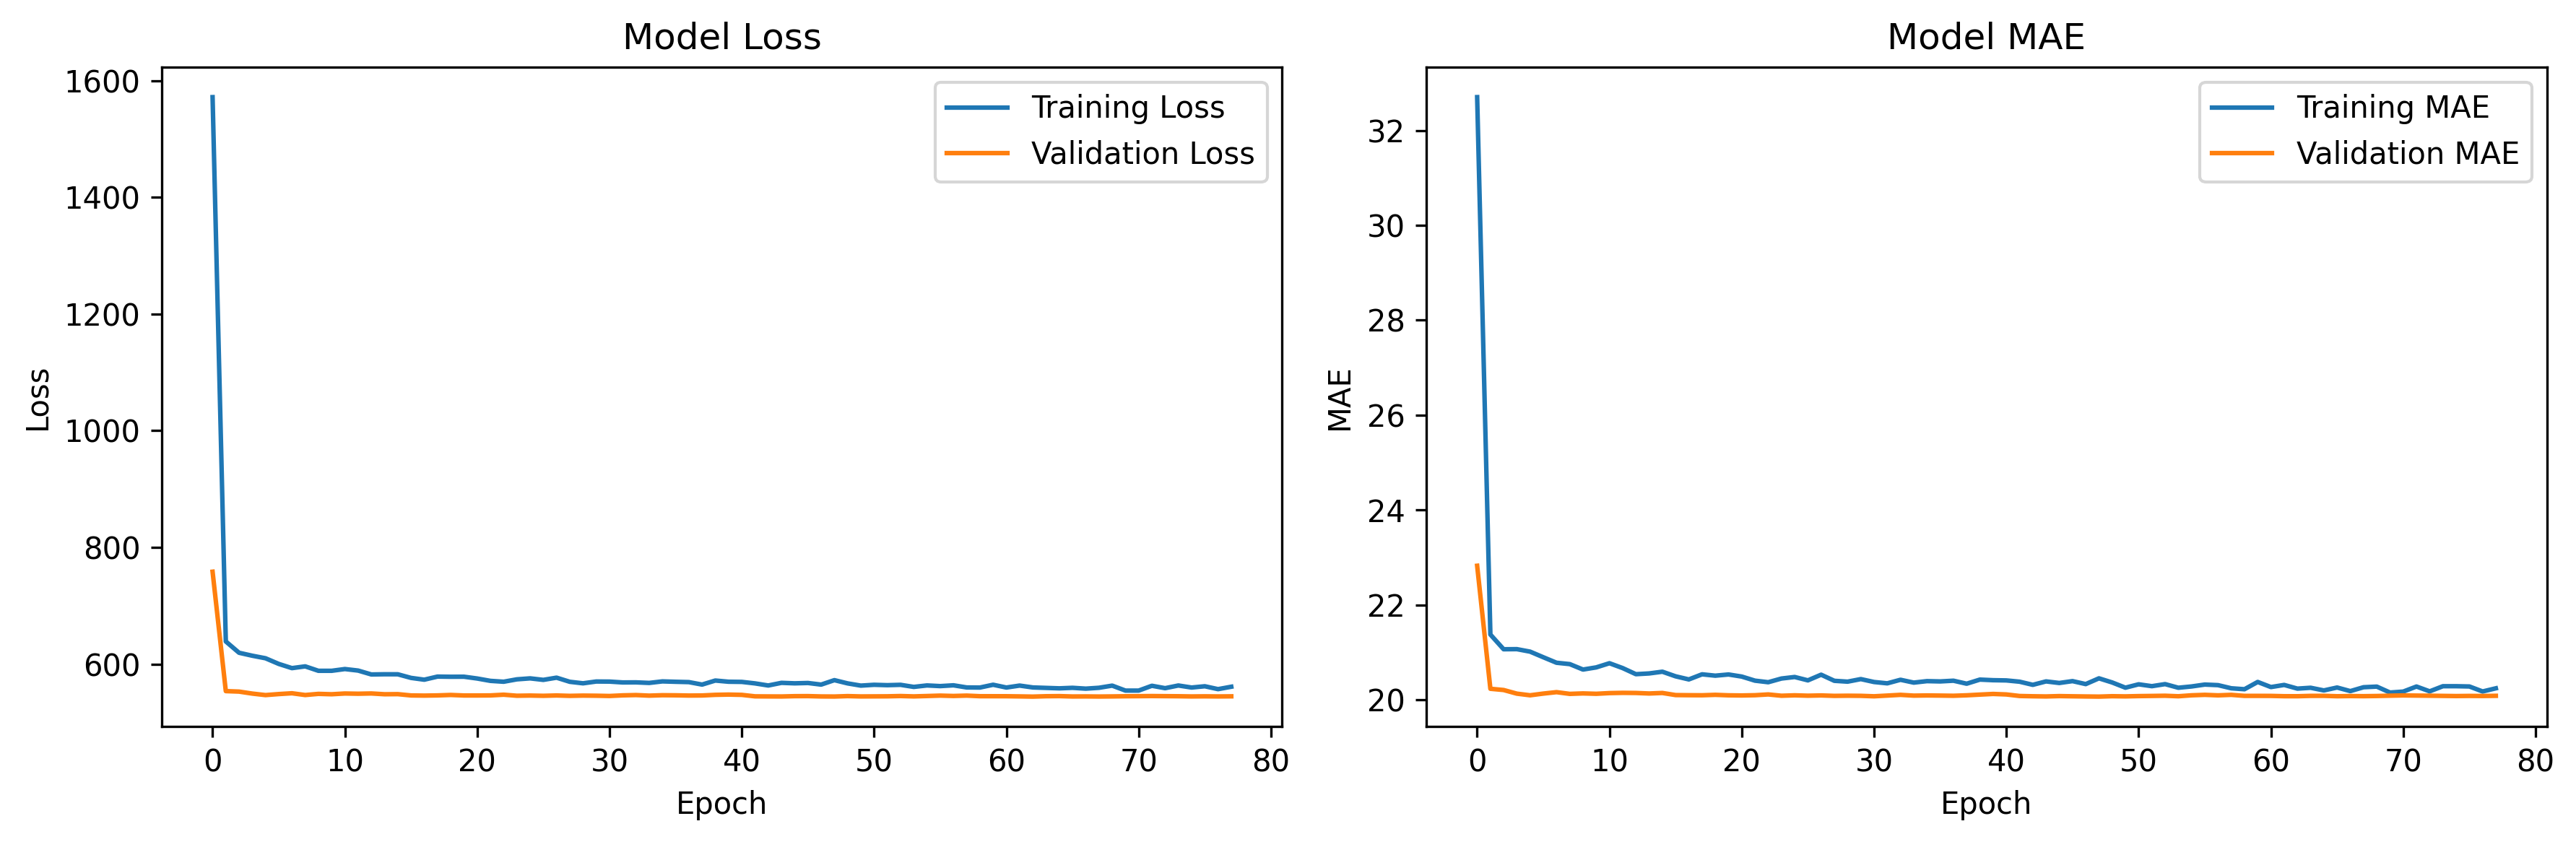 Model Loss
1600
1400
1200
1000
800
600
Loss
0 10 20 30 40 50 60 70 80
Epoch
Training Loss
Validation Loss
Model MAE
32
30
28
26
24
22
20
MAE
0 10 20 30 40 50 60 70 80
Epoch
Training MAE
Validation MAE